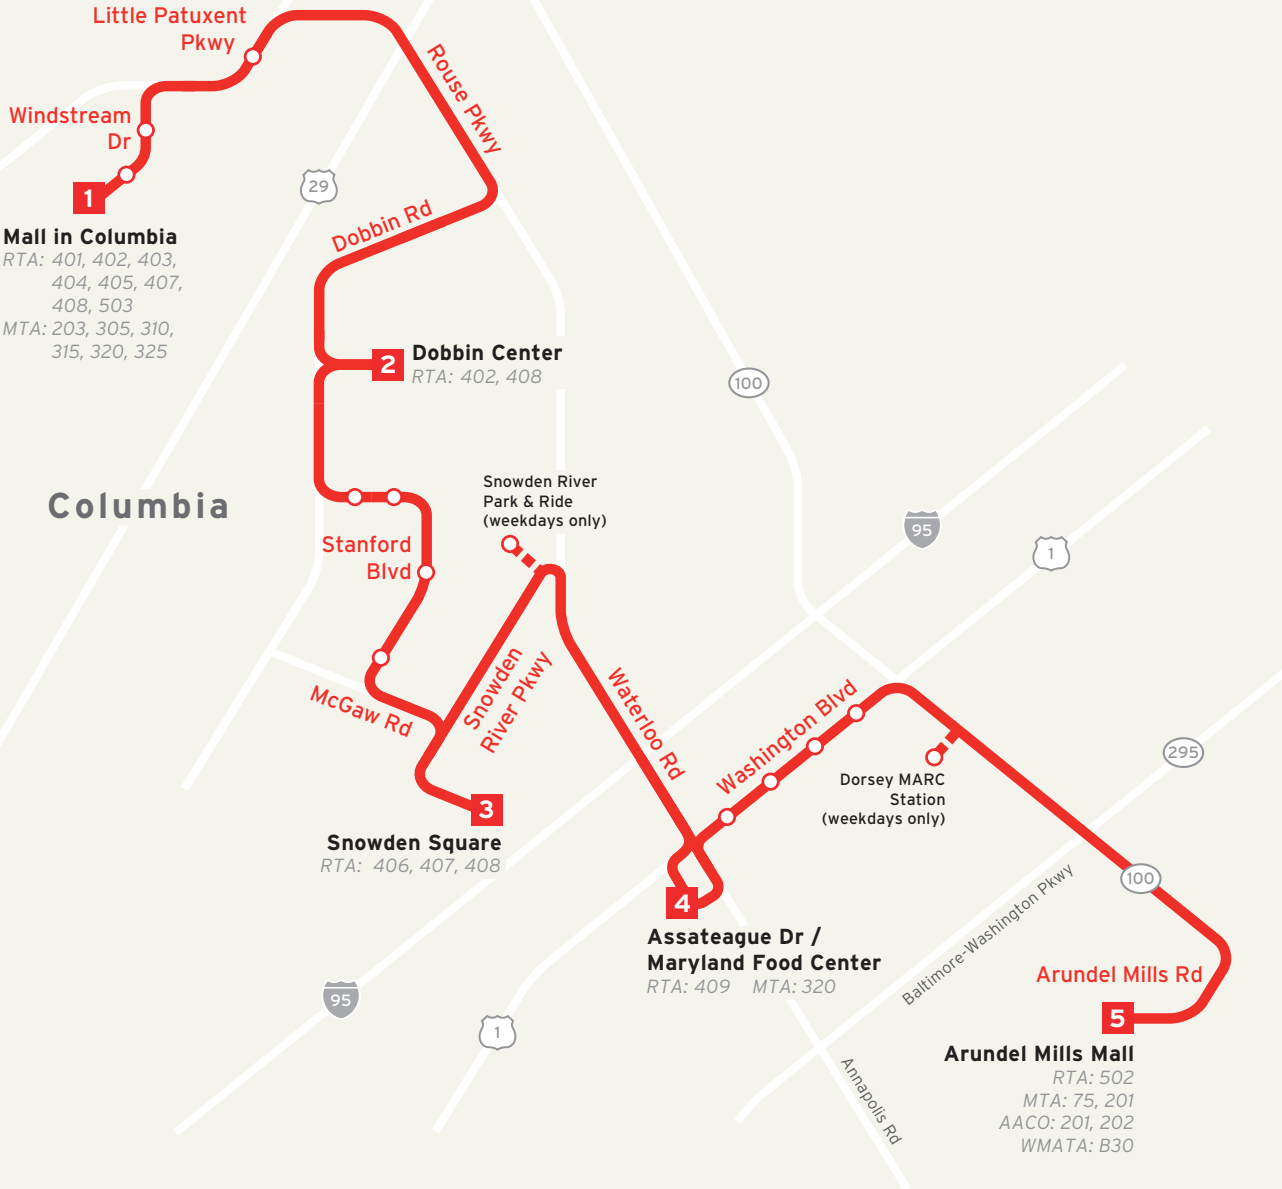 Little Patuxent
Pkwy
Rouse Pkwy
Windstream
Dr
1
29
Dobbin Rd
Mall in Columbia
RTA: 401, 402, 403,
404, 405, 407,
408, 503
MTA: 203, 305, 310,
315, 320, 325
2
Dobbin Center
RTA: 402, 408
100
Columbia
Snowden River
Park & Ride
(weekdays only)
95
1
Stanford
Blvd
McGaw Rd
Snowden
River Pkwy
Waterloo Rd
Washington Blvd
295
Dorsey MARC
Station
(weekdays only)
3
Snowden Square
RTA: 406, 407, 408
100
4
Assateague Dr /
Maryland Food Center
RTA: 409 MTA: 320
Baltimore-Washington Pkwy
Arundel Mills Rd
95
1
5
Arundel Mills Mall
RTA: 502
MTA: 75, 201
AACO: 201, 202
WMATA: B30
Annapolis Rd